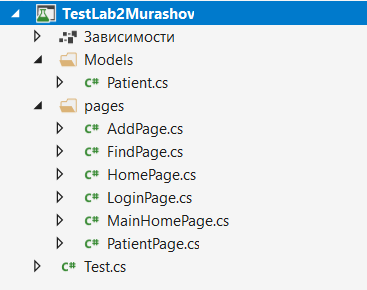 TestLab2Murashov
Зависимости
Models
C# Patient.cs
pages
C# AddPage.cs
C# FindPage.cs
C# HomePage.cs
C# LoginPage.cs
C# MainHomePage.cs
C# PatientPage.cs
C# Test.cs